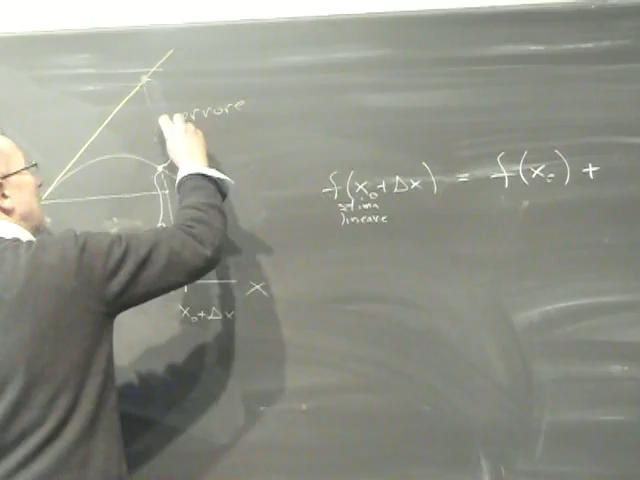 errore
f(x₀+Δx) = f(x₀) +
stima
lineare
x
x₀+Δx